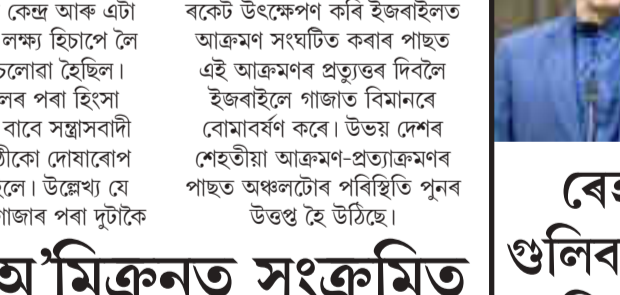 কেন্দ্ৰ আৰু এটা
লক্ষ্য হিচাপে লৈ
চলোৱা হৈছিল।
পৰা হিংসা
বাবে সন্ত্ৰাসবাদী
দোষাৰোপ
উল্লেখ্য যে
গাজাৰ পৰা দুটাকৈ
ৰকেট উৎক্ষেপণ কৰি ইজৰাইলত
আক্ৰমণ সংঘটিত কৰাৰ পাছত
এই আক্ৰমণৰ প্ৰত্যুত্তৰ দিবলৈ
ইজৰাইলে গাজাত বিমানৰে
বোমাবৰ্ষণ কৰে। উভয় দেশৰ
শেহতীয়া আক্ৰমণ-প্ৰত্যাক্ৰমণৰ
পাছত অঞ্চলটোৰ পৰিস্থিতি পুনৰ
উত্তপ্ত হৈ উঠিছে।
অ’মিক্ৰনত সংক্ৰমিত